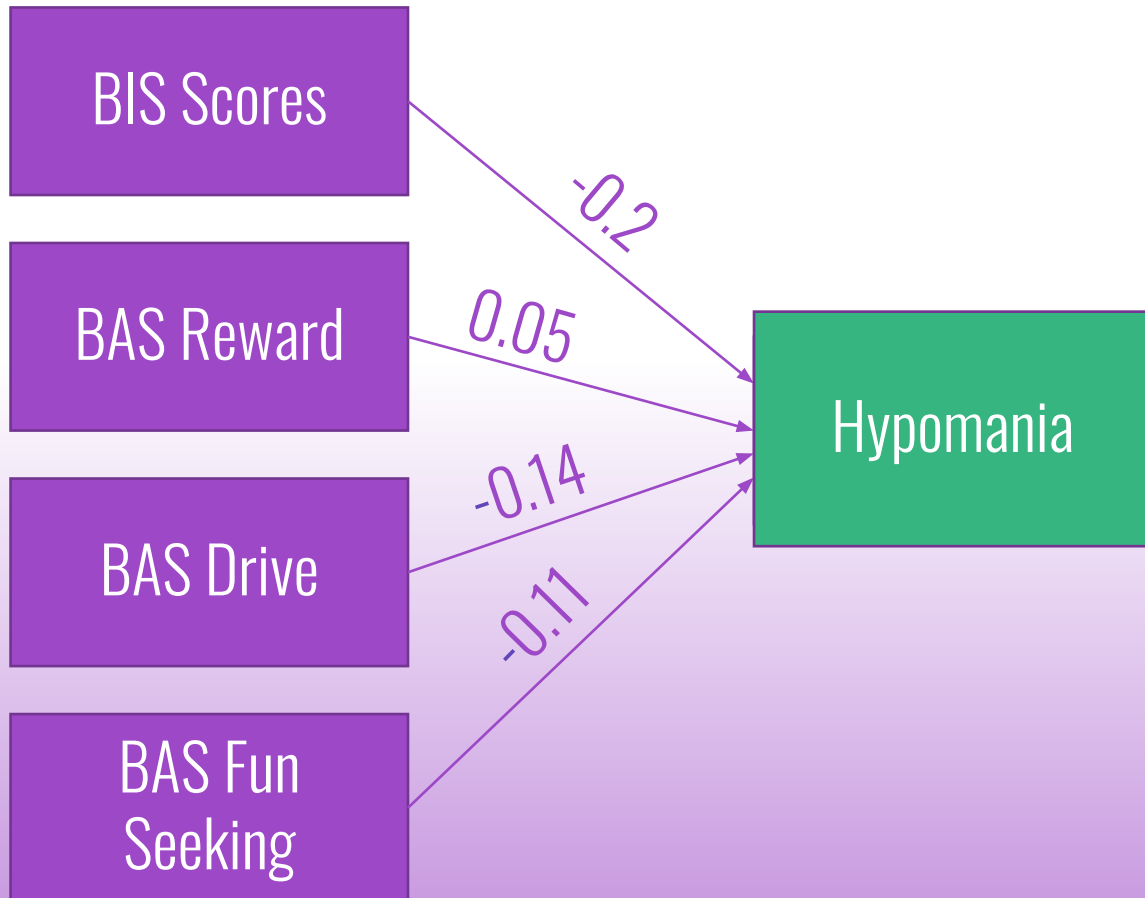 BIS Scores
-0.2
BAS Reward
0.05
Hypomania
-0.14
BAS Drive
-0.11
BAS Fun
Seeking